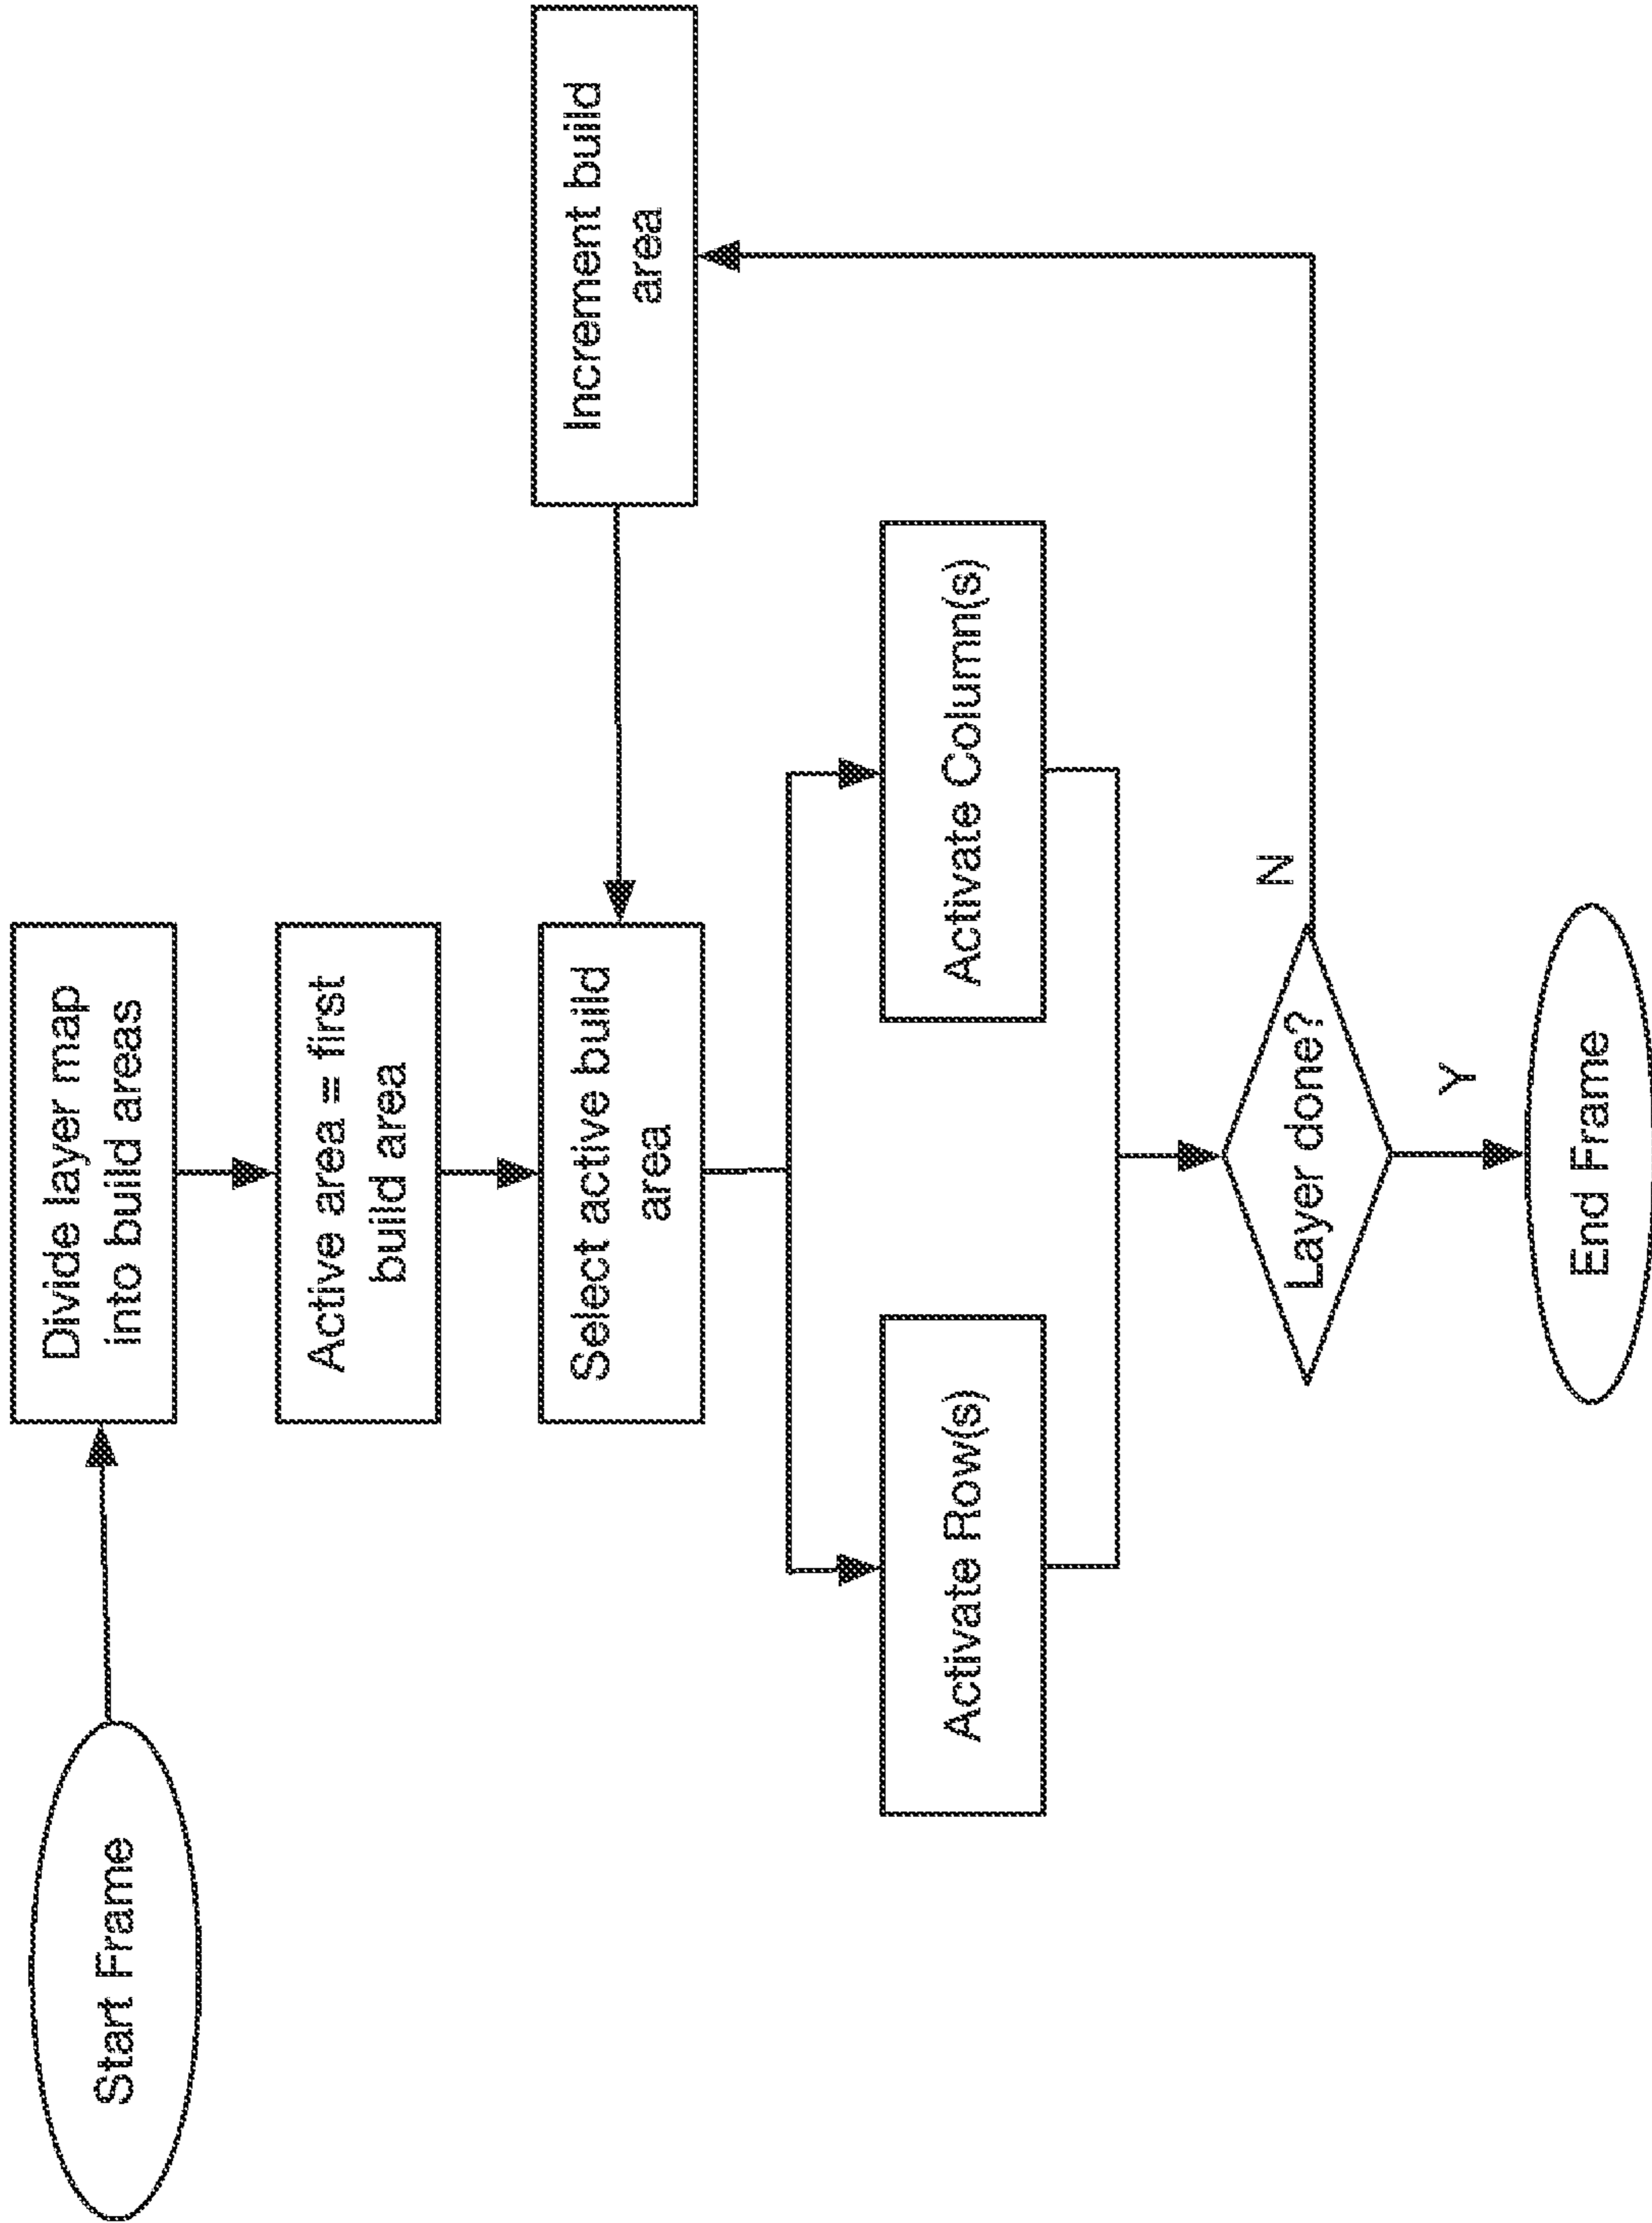 Start Frame
Divide layer map
into build areas
Active area = first
build area
Select active build
area
Increment build
area
Activate Row(s)
Activate Column(s)
Layer done?
N
Y
End Frame